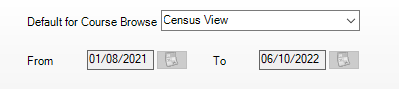 Default for Course Browse Census View
From 01/08/2021 To 06/10/2022